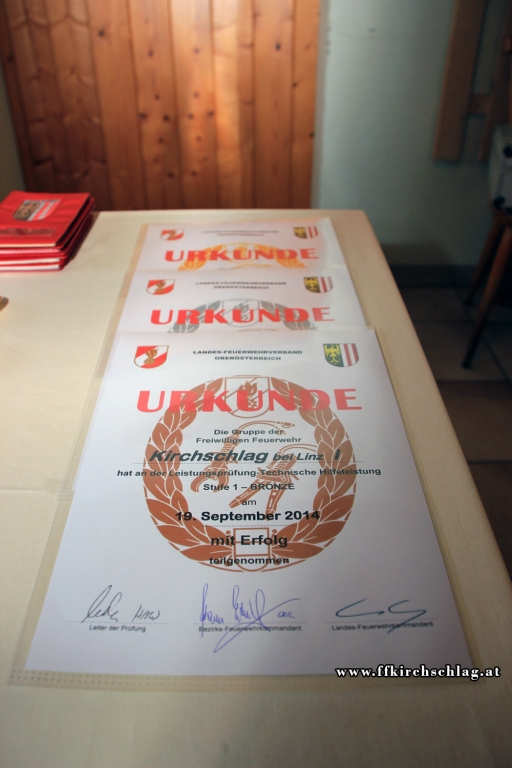 URKUNDE
LANDES-FEUERWEHRVERBAND
OBERÖSTERREICH
URKUNDE
LANDES-FEUERWEHRVERBAND
OBERÖSTERREICH
URKUNDE
Die Gruppe der
Freiwilligen Feuerwehr
Kirchschlag bei Linz I
hat an der Leistungsprüfung-Technische Hilfeleistung
Stufe 1 – BRONZE
am
19. September 2014
mit Erfolg
teilgenommen
Leiter der Prüfung Bezirks-Feuerwehrkommandant Landes-Feuerwehrkommandant
www.ffkirchschlag.at